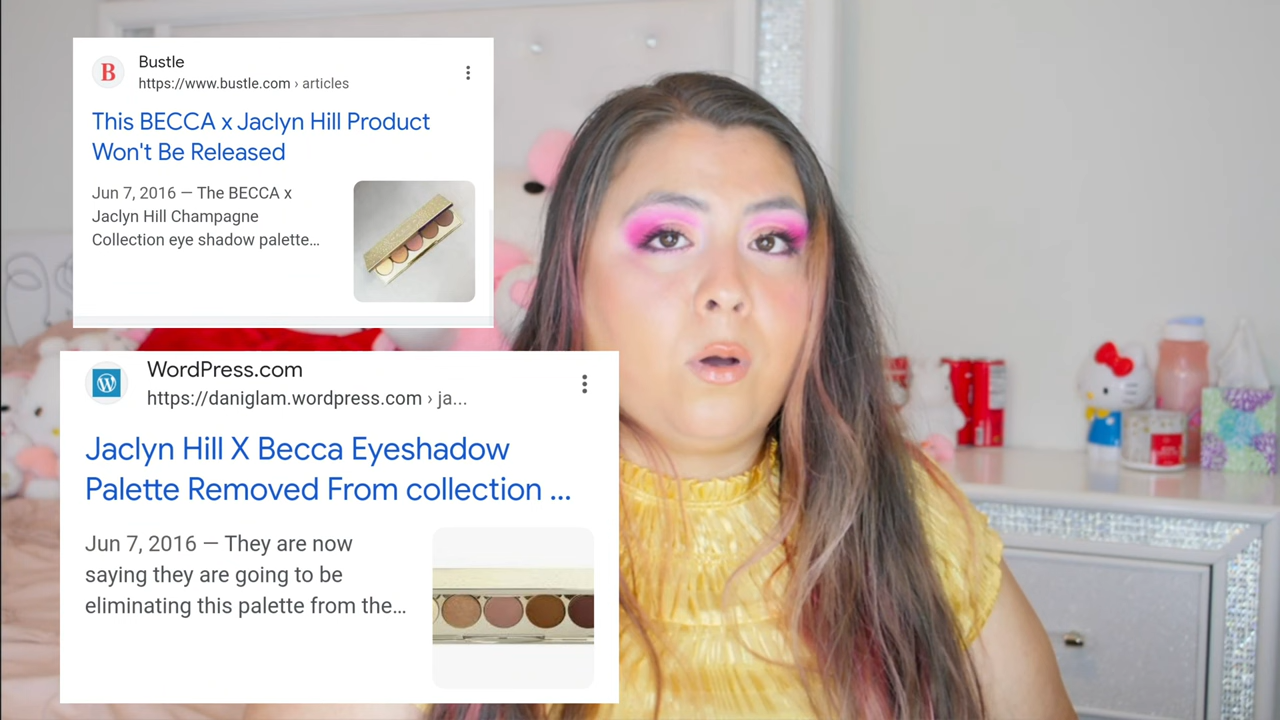 B
Bustle
https://www.bustle.com › articles
This BECCA x Jaclyn Hill Product
Won't Be Released
Jun 7, 2016 — The BECCA x
Jaclyn Hill Champagne
Collection eye shadow palette...
W
WordPress.com
https://daniglam.wordpress.com › ja...
Jaclyn Hill X Becca Eyeshadow
Palette Removed From collection ...
Jun 7, 2016 — They are now
saying they are going to be
eliminating this palette from the...